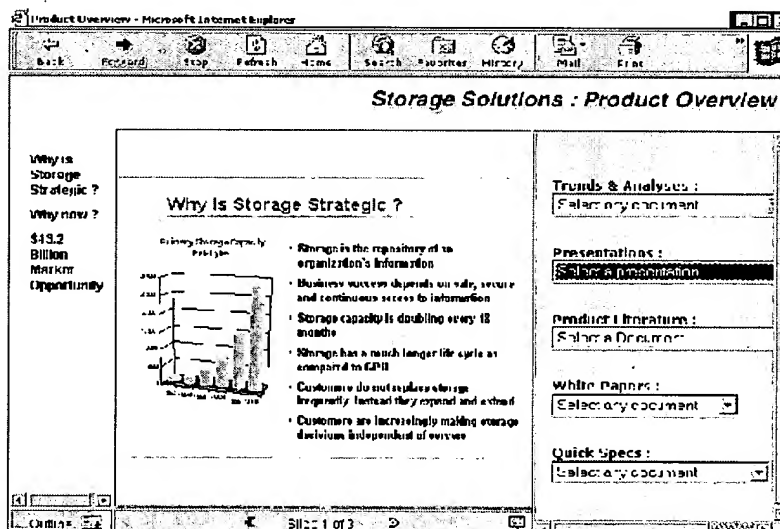 Product Overview - Microsoft Internet Explorer
Back Forward Stop Refresh Home Search Favorites History Mail Print
Storage Solutions : Product Overview
Why is
Storage
Strategic ?
Why now ?
$13.2
Billion
Market
Opportunity
Why Is Storage Strategic ?
Primary Storage Capacity
• Storage is the repository of an
organization's information
• Business success depends on safe, secure
and continuous access to information
• Storage capacity is doubling every 18
months
• Storage has a much longer life cycle as
compared to CPU
• Customers do not replace storage
frequently. Instead they expand and extend
• Customers are increasingly making storage
decisions independent of servers
Trends & Analyses :
Select any document
Presentations :
Select a presentation
Product Literature :
Select a Document
White Papers :
Select any document
Quick Specs :
Select any document
Outline
Slide 1 of 3